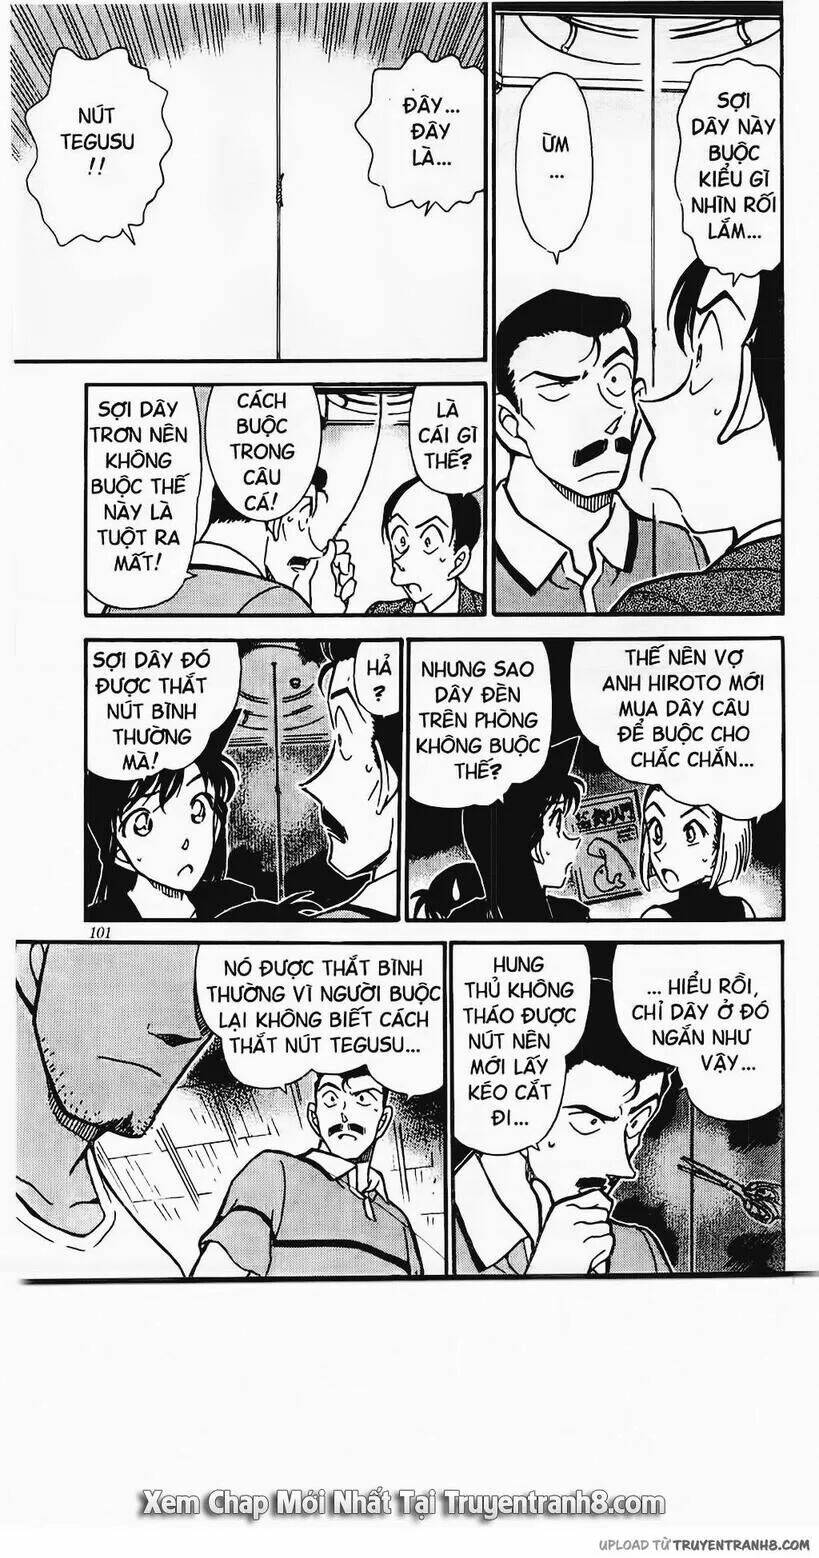 SỢI
DÂY NÀY
BUỘC
KIỂU GÌ
NHÌN RỐI
LẮM...
ỪM
...
ĐÂY...
ĐÂY
LÀ...
NÚT
TEGUSU
!!
LÀ
CÁI GÌ
THẾ?
CÁCH
BUỘC
TRONG
CÂU
CÁ!
SỢI DÂY
TRƠN NÊN
KHÔNG
BUỘC THẾ
NÀY LÀ
TUỘT RA
MẤT!
THẾ NÊN VỢ
ANH HIROTO MỚI
MUA DÂY CÂU
ĐỂ BUỘC CHO
CHẮC CHẮN...
NHƯNG SAO
DÂY ĐÈN
TRÊN PHÒNG
KHÔNG BUỘC
THẾ?
HẢ
?
SỢI DÂY ĐÓ
ĐƯỢC THẮT
NÚT BÌNH
THƯỜNG
MÀ!
101
... HIỂU RỒI,
CHỈ DÂY Ở ĐÓ
NGẮN NHƯ
VẬY...
HUNG
THỦ KHÔNG
THÁO ĐƯỢC
NÚT NÊN
MỚI LẤY
KÉO CẮT
ĐI...
NÓ ĐƯỢC THẮT BÌNH
THƯỜNG VÌ NGƯỜI BUỘC
LẠI KHÔNG BIẾT CÁCH
THẮT NÚT TEGUSU...
Xem Chap Mới Nhất Tại Truyentranh8.com
UPLOAD TỪ TRUYENTRANH8.COM